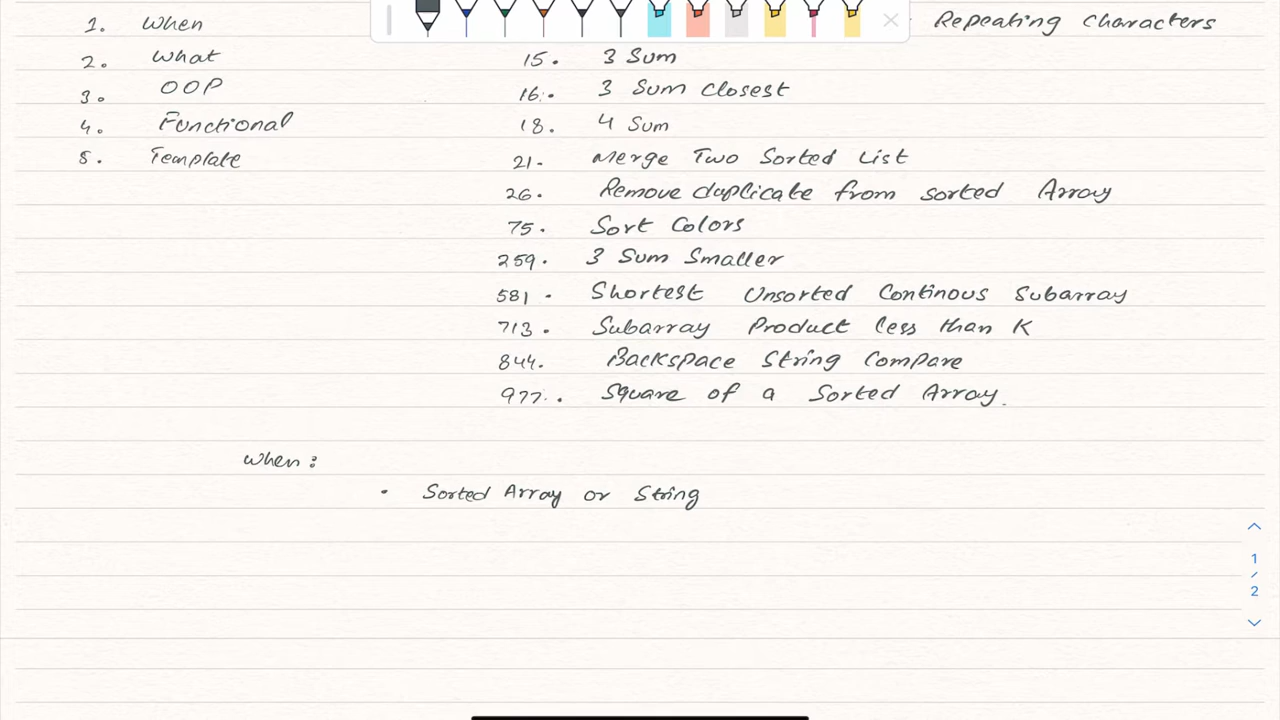 1. When
2. What
3. OOP
4. Functional
5. Template
Repeating Characters
15. 3 Sum
16. 3 Sum Closest
18. 4 Sum
21. Merge Two Sorted List
26. Remove duplicate from sorted Array
75. Sort Colors
259. 3 Sum Smaller
581. Shortest Unsorted Continous Subarray
713. Subarray Product less than K
844. Backspace String Compare
977. Square of a Sorted Array.
When:
• Sorted Array or String
1
/
2